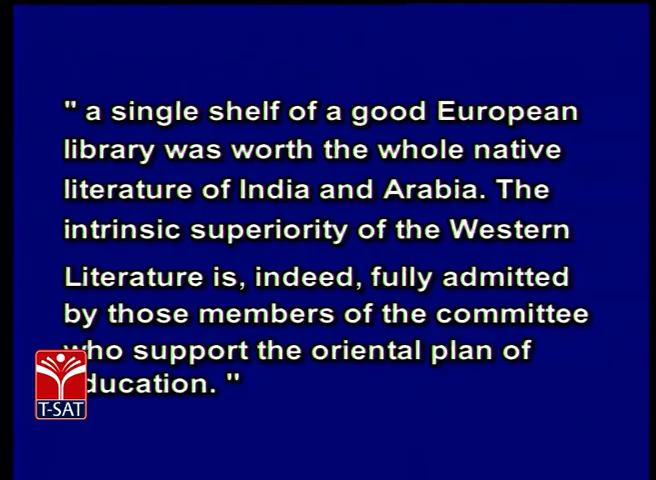 " a single shelf of a good European
library was worth the whole native
literature of India and Arabia. The
intrinsic superiority of the Western
Literature is, indeed, fully admitted
by those members of the committee
who support the oriental plan of
education. "
T-SAT